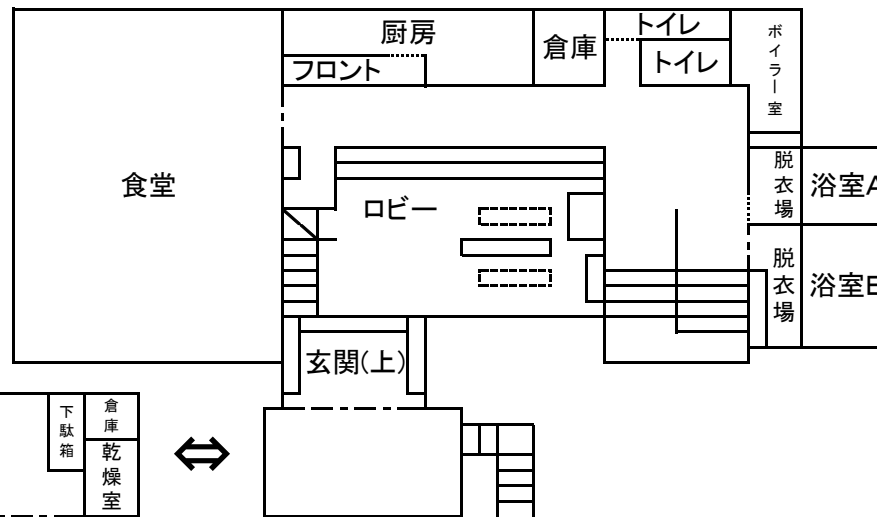 厨房
倉庫
トイレ
トイレ
ボイラー室
フロント
食堂
ロビー
脱衣場
浴室A
脱衣場
浴室B
玄関(上)
下駄箱
倉庫
乾燥室